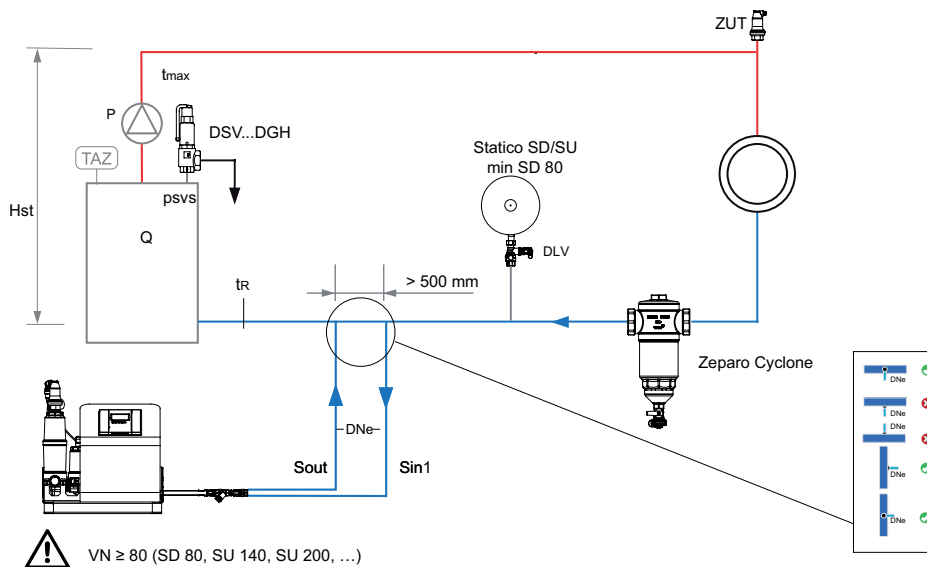 ZUT
tmax
Hst
P
DSV...DGH
TAZ
Statico SD/SU
min SD 80
psvs
Q
DLV
> 500 mm
tR
Zeparo Cyclone
DNe
DNe
DNe
DNe
DNe
DNe
Sout
Sin1
VN ≥ 80 (SD 80, SU 140, SU 200, …)